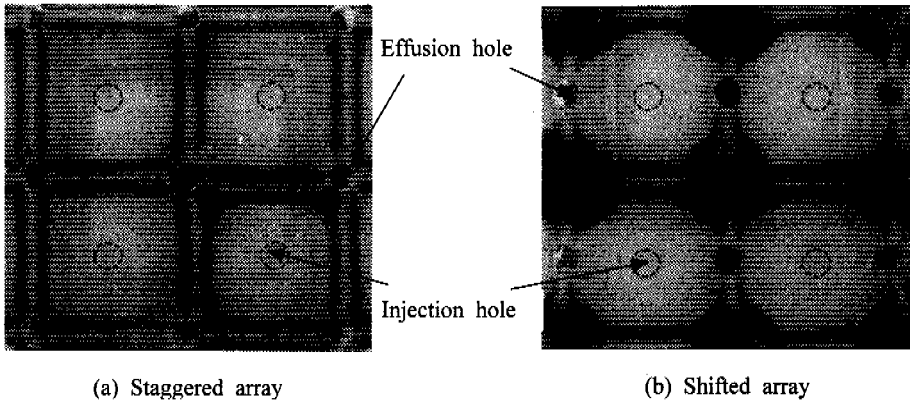 Effusion hole
Injection hole
(a) Staggered array
(b) Shifted array